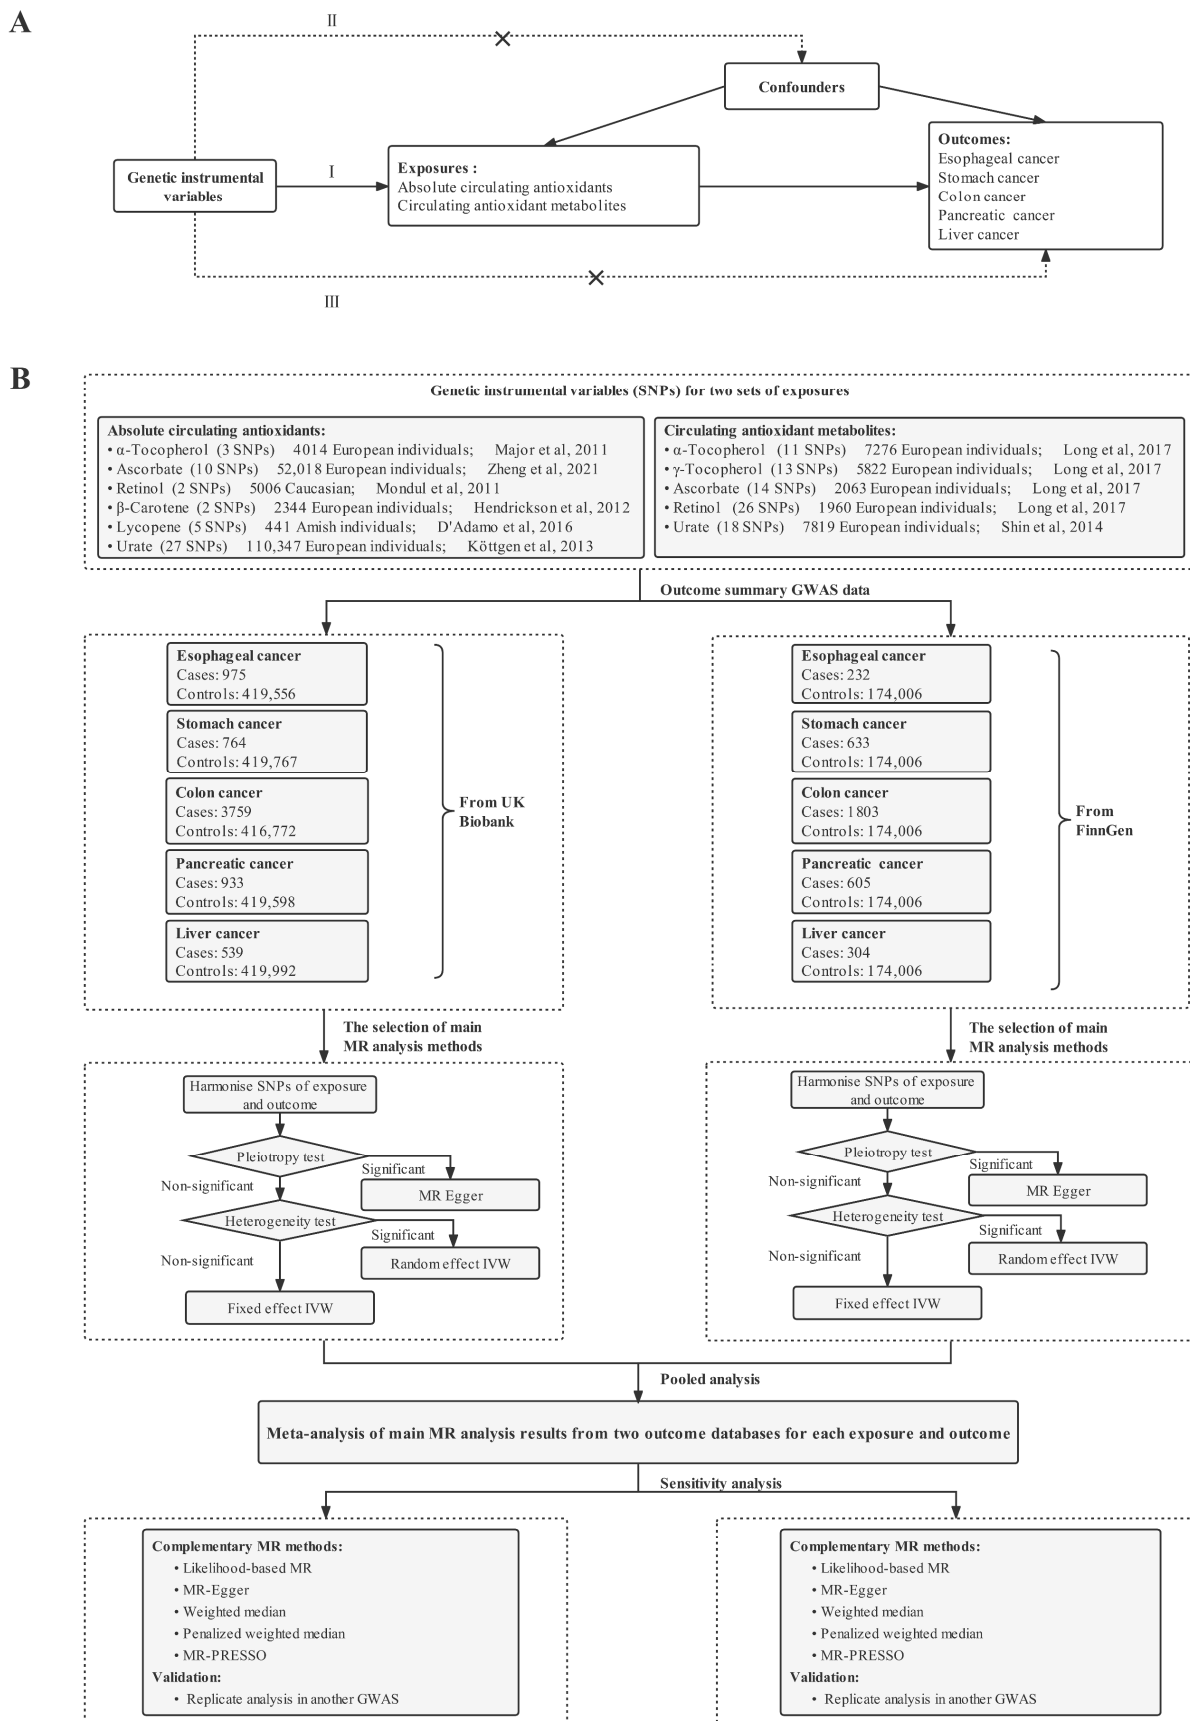 A
II
Confounders
Genetic instrumental
variables
I
Exposures :
Absolute circulating antioxidants
Circulating antioxidant metabolites
Outcomes:
Esophageal cancer
Stomach cancer
Colon cancer
Pancreatic cancer
Liver cancer
III
B
Genetic instrumental variables (SNPs) for two sets of exposures
Absolute circulating antioxidants:
• α-Tocopherol (3 SNPs) 4014 European individuals; Major et al, 2011
• Ascorbate (10 SNPs) 52,018 European individuals; Zheng et al, 2021
• Retinol (2 SNPs) 5006 Caucasian; Mondul et al, 2011
• β-Carotene (2 SNPs) 2344 European individuals; Hendrickson et al, 2012
• Lycopene (5 SNPs) 441 Amish individuals; D'Adamo et al, 2016
• Urate (27 SNPs) 110,347 European individuals; Köttgen et al, 2013
Circulating antioxidant metabolites:
• α-Tocopherol (11 SNPs) 7276 European individuals; Long et al, 2017
• γ-Tocopherol (13 SNPs) 5822 European individuals; Long et al, 2017
• Ascorbate (14 SNPs) 2063 European individuals; Long et al, 2017
• Retinol (26 SNPs) 1960 European individuals; Long et al, 2017
• Urate (18 SNPs) 7819 European individuals; Shin et al, 2014
Outcome summary GWAS data
Esophageal cancer
Cases: 975
Controls: 419,556
Stomach cancer
Cases: 764
Controls: 419,767
Colon cancer
Cases: 3759
Controls: 416,772
Pancreatic cancer
Cases: 933
Controls: 419,598
Liver cancer
Cases: 539
Controls: 419,992
From UK
Biobank
Esophageal cancer
Cases: 232
Controls: 174,006
Stomach cancer
Cases: 633
Controls: 174,006
Colon cancer
Cases: 1803
Controls: 174,006
Pancreatic cancer
Cases: 605
Controls: 174,006
Liver cancer
Cases: 304
Controls: 174,006
From
FinnGen
The selection of main
MR analysis methods
Harmonise SNPs of exposure
and outcome
Pleiotropy test
Significant
Non-significant
MR Egger
Heterogeneity test
Significant
Non-significant
Random effect IVW
Fixed effect IVW
The selection of main
MR analysis methods
Harmonise SNPs of exposure
and outcome
Pleiotropy test
Significant
Non-significant
MR Egger
Heterogeneity test
Significant
Non-significant
Random effect IVW
Fixed effect IVW
Pooled analysis
Meta-analysis of main MR analysis results from two outcome databases for each exposure and outcome
Sensitivity analysis
Complementary MR methods:
• Likelihood-based MR
• MR-Egger
• Weighted median
• Penalized weighted median
• MR-PRESSO
Validation:
• Replicate analysis in another GWAS
Complementary MR methods:
• Likelihood-based MR
• MR-Egger
• Weighted median
• Penalized weighted median
• MR-PRESSO
Validation:
• Replicate analysis in another GWAS